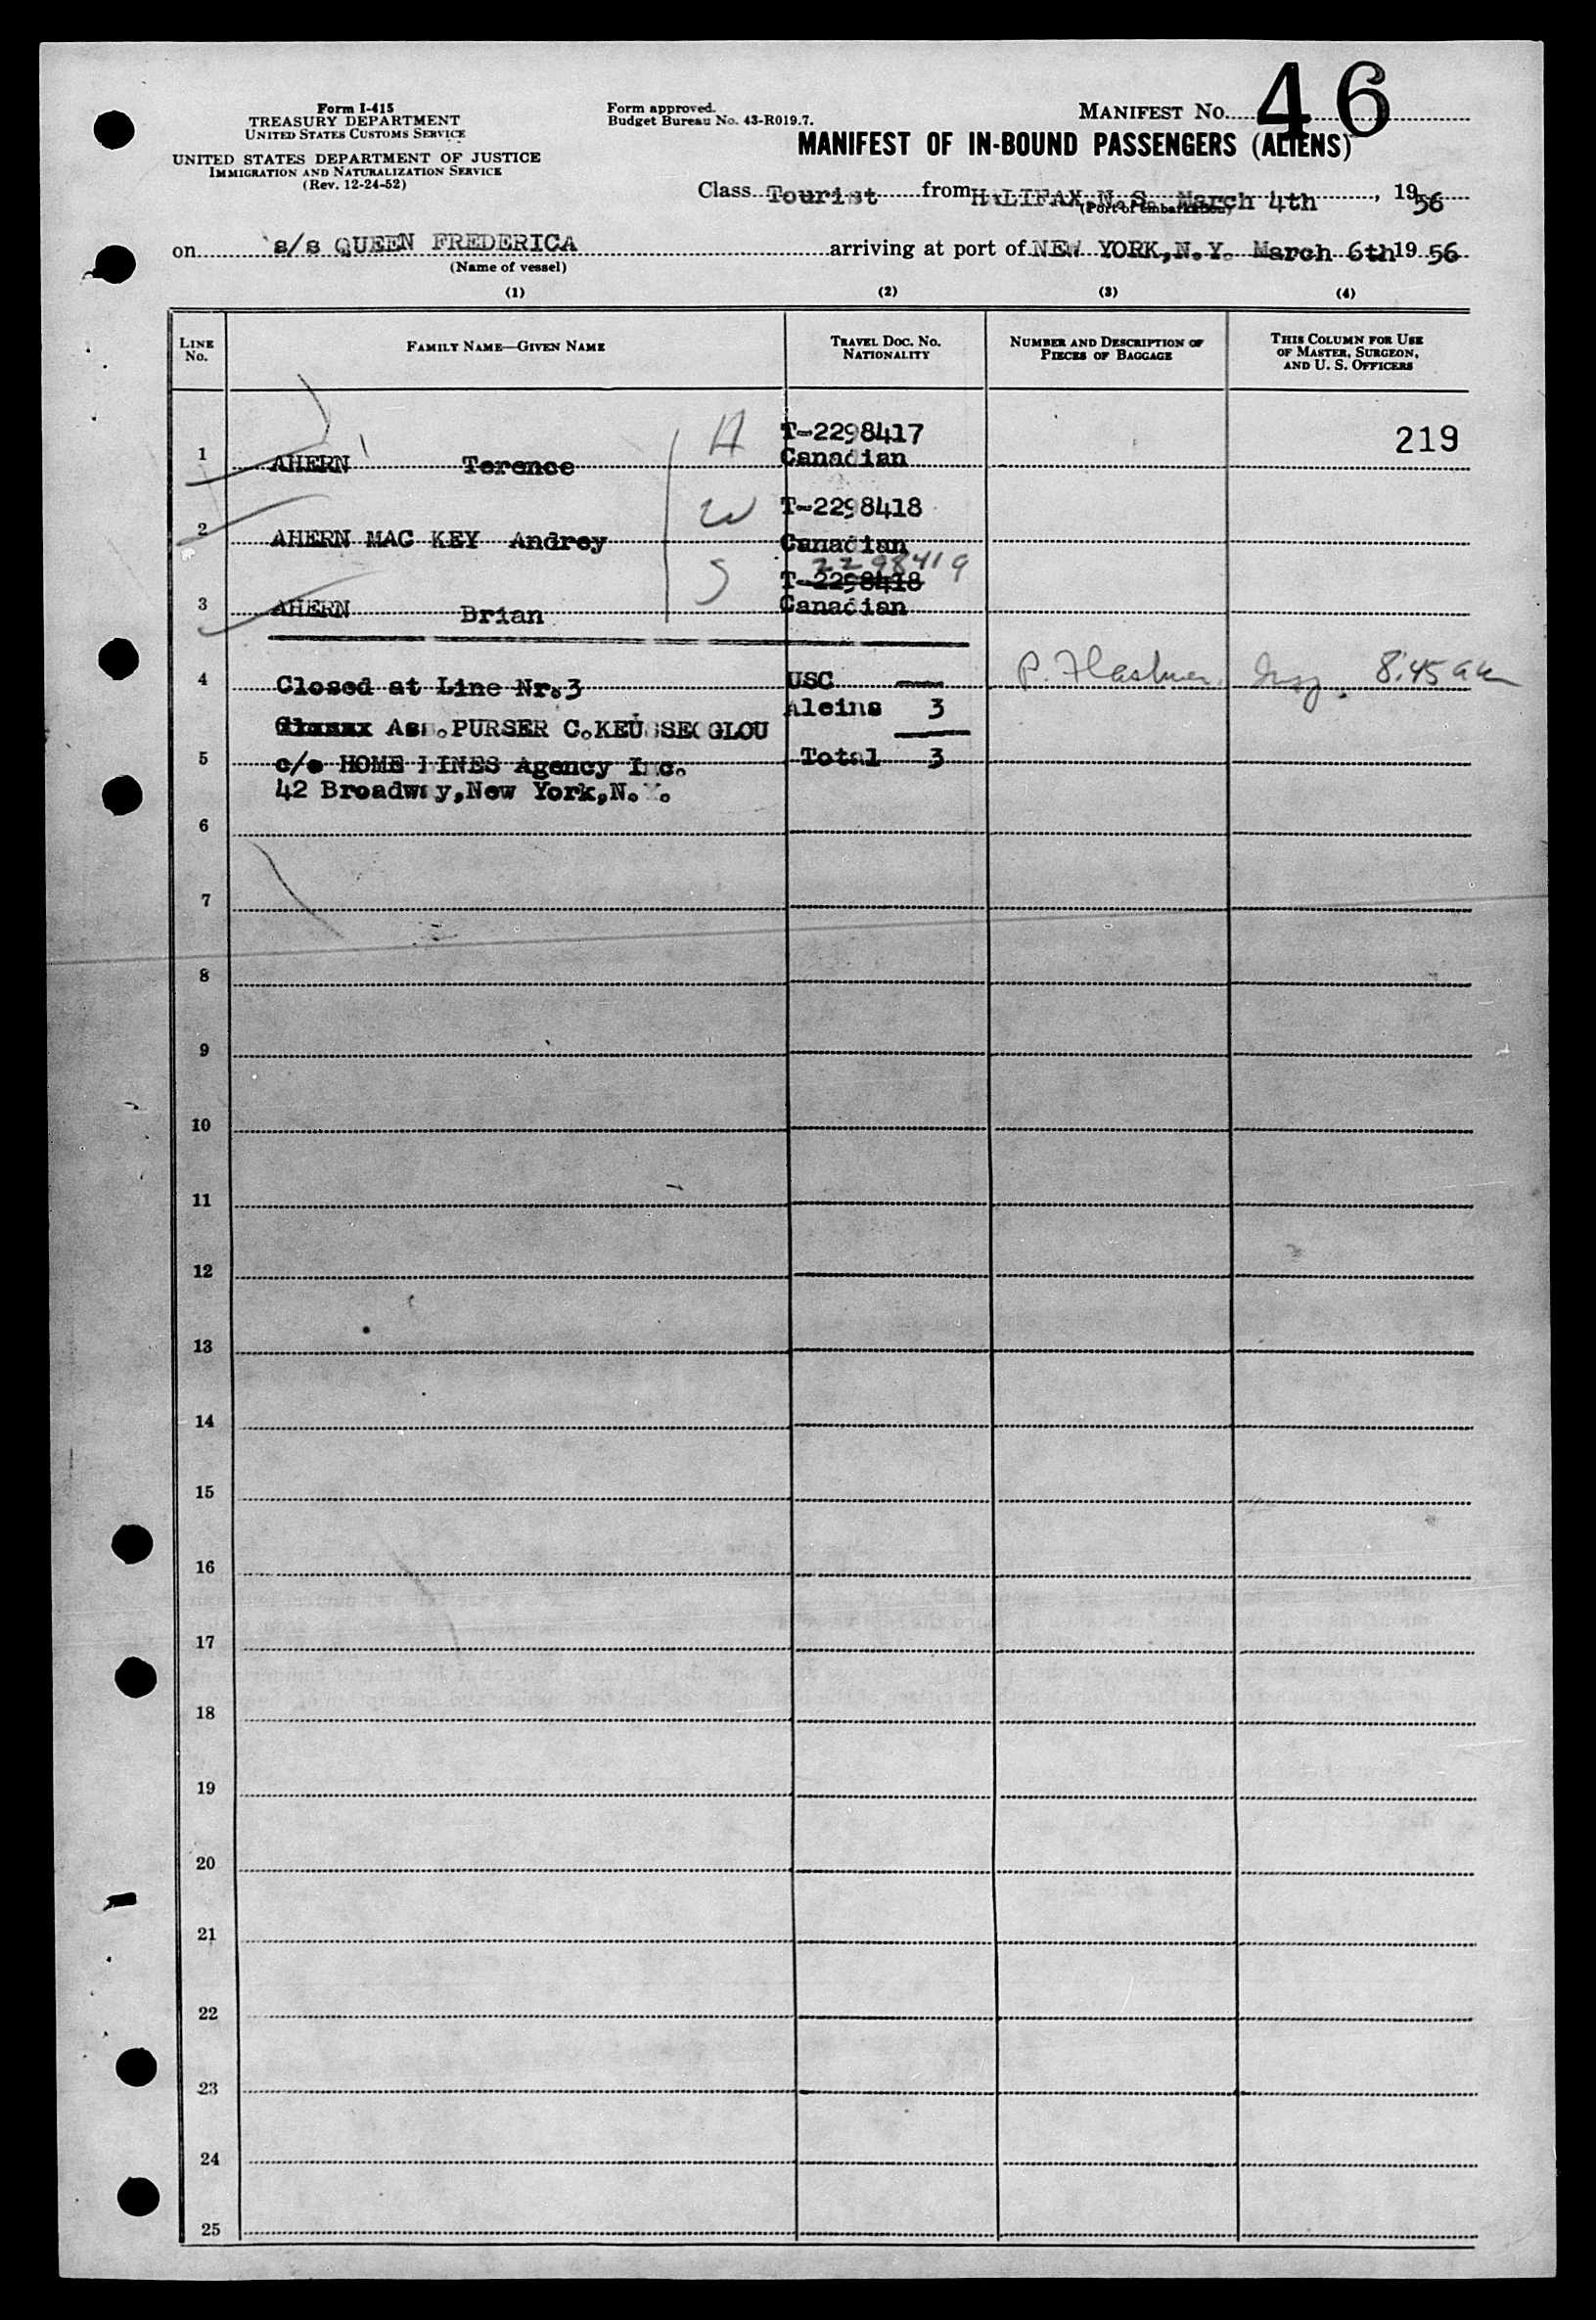 Form I-415
TREASURY DEPARTMENT
UNITED STATES CUSTOMS SERVICE
UNITED STATES DEPARTMENT OF JUSTICE
IMMIGRATION AND NATURALIZATION SERVICE
(Rev. 12-24-52)
Form approved.
Budget Bureau No. 43-R019.7.
MANIFEST No. 46
MANIFEST OF IN-BOUND PASSENGERS (ALIENS)
Class Tourist from HALIFAX, N.S. March 4th, 1956
(Port of embarkation)
on s/s QUEEN FREDERICA arriving at port of NEW YORK,N.Y. March 6th 1956
(Name of vessel)
(1) (2) (3) (4)
LINE No. FAMILY NAME—GIVEN NAME TRAVEL DOC. NO. NATIONALITY NUMBER AND DESCRIPTION OF PIECES OF BAGGAGE THIS COLUMN FOR USE OF MASTER, SURGEON, AND U. S. OFFICERS
T-2298417 219
1 AHERN Terence H Canadian
W T-2298418
2 AHERN MAC KEY Andrey Canadian
2298419
S T-2298418
3 AHERN Brian Canadian
4 Closed at Line Nr.3 USC — P. 8:45 am
Ass.PURSER C.KEUSSEOGLOU Aleins 3
5 c/o HOME LINES Agency Inc. Total 3
42 Broadway,New York,N.Y.
6
7
8
9
10
11
12
13
14
15
16
17
18
19
20
21
22
23
24
25